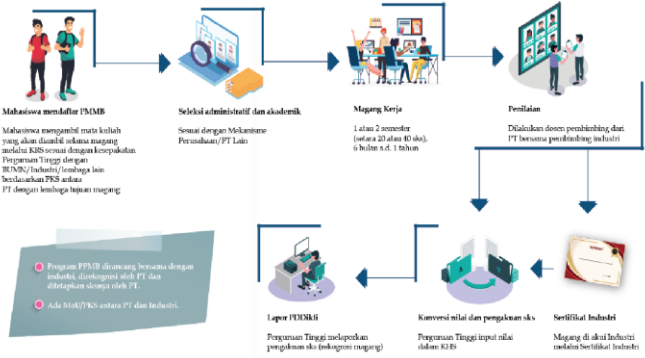 Mahasiswa mendaftar PMMB
Mahasiswa mengambil mata kuliah
yang akan diambil selama magang
melalui KRS sesuai dengan kesepakatan
Perguruan Tinggi dengan
BUMN/Industri/lembaga lain
berdasarkan PKS antara
PT dengan lembaga tujuan magang
Seleksi administratif dan akademik
Sesuai dengan Mekanisme
Perusahaan/PT Lain
Magang Kerja
1 atau 2 semester
(setara 20 atau 40 sks),
6 bulan s.d. 1 tahun
Penilaian
Dilakukan dosen pembimbing dari
PT bersama pembimbing industri
Sertifikat Industri
Magang di akui Industri
melalui Sertifikat Industri
Konversi nilai dan pengakuan sks
Perguruan Tinggi input nilai
dalam KHS
Lapor PDDikti
Perguruan Tinggi melaporkan
pengakuan sks (rekognisi magang)
Program PPMB dirancang bersama dengan
industri, direkognisi oleh PT dan
ditetapkan sksnya oleh PT.
Ada MoU/PKS antara PT dan Industri.